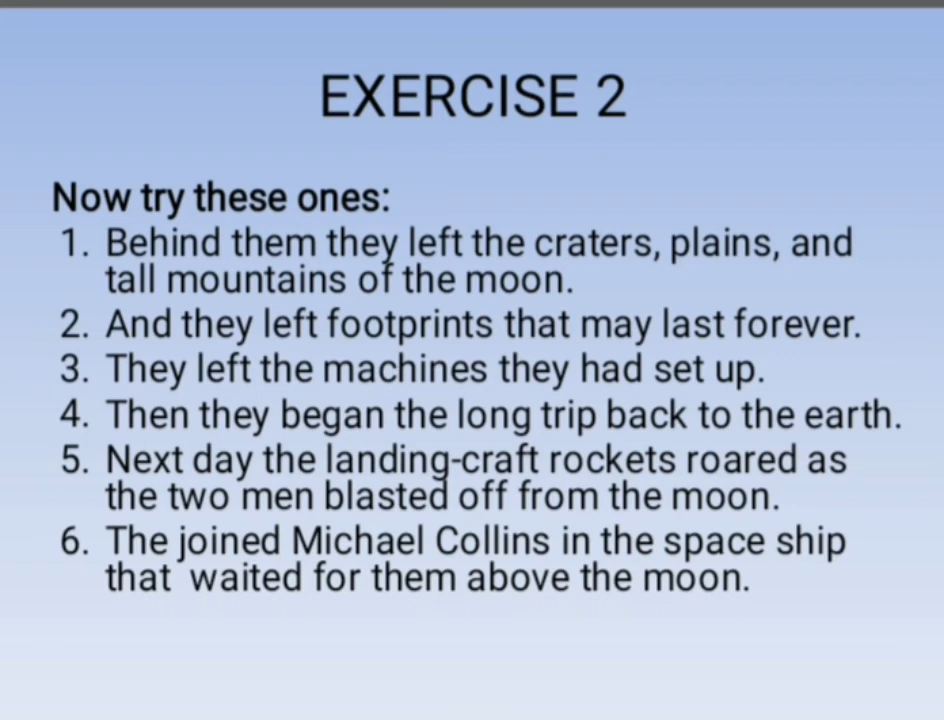 EXERCISE 2
Now try these ones:
1. Behind them they left the craters, plains, and
tall mountains of the moon.
2. And they left footprints that may last forever.
3. They left the machines they had set up.
4. Then they began the long trip back to the earth.
5. Next day the landing-craft rockets roared as
the two men blasted off from the moon.
6. The joined Michael Collins in the space ship
that  waited for them above the moon.